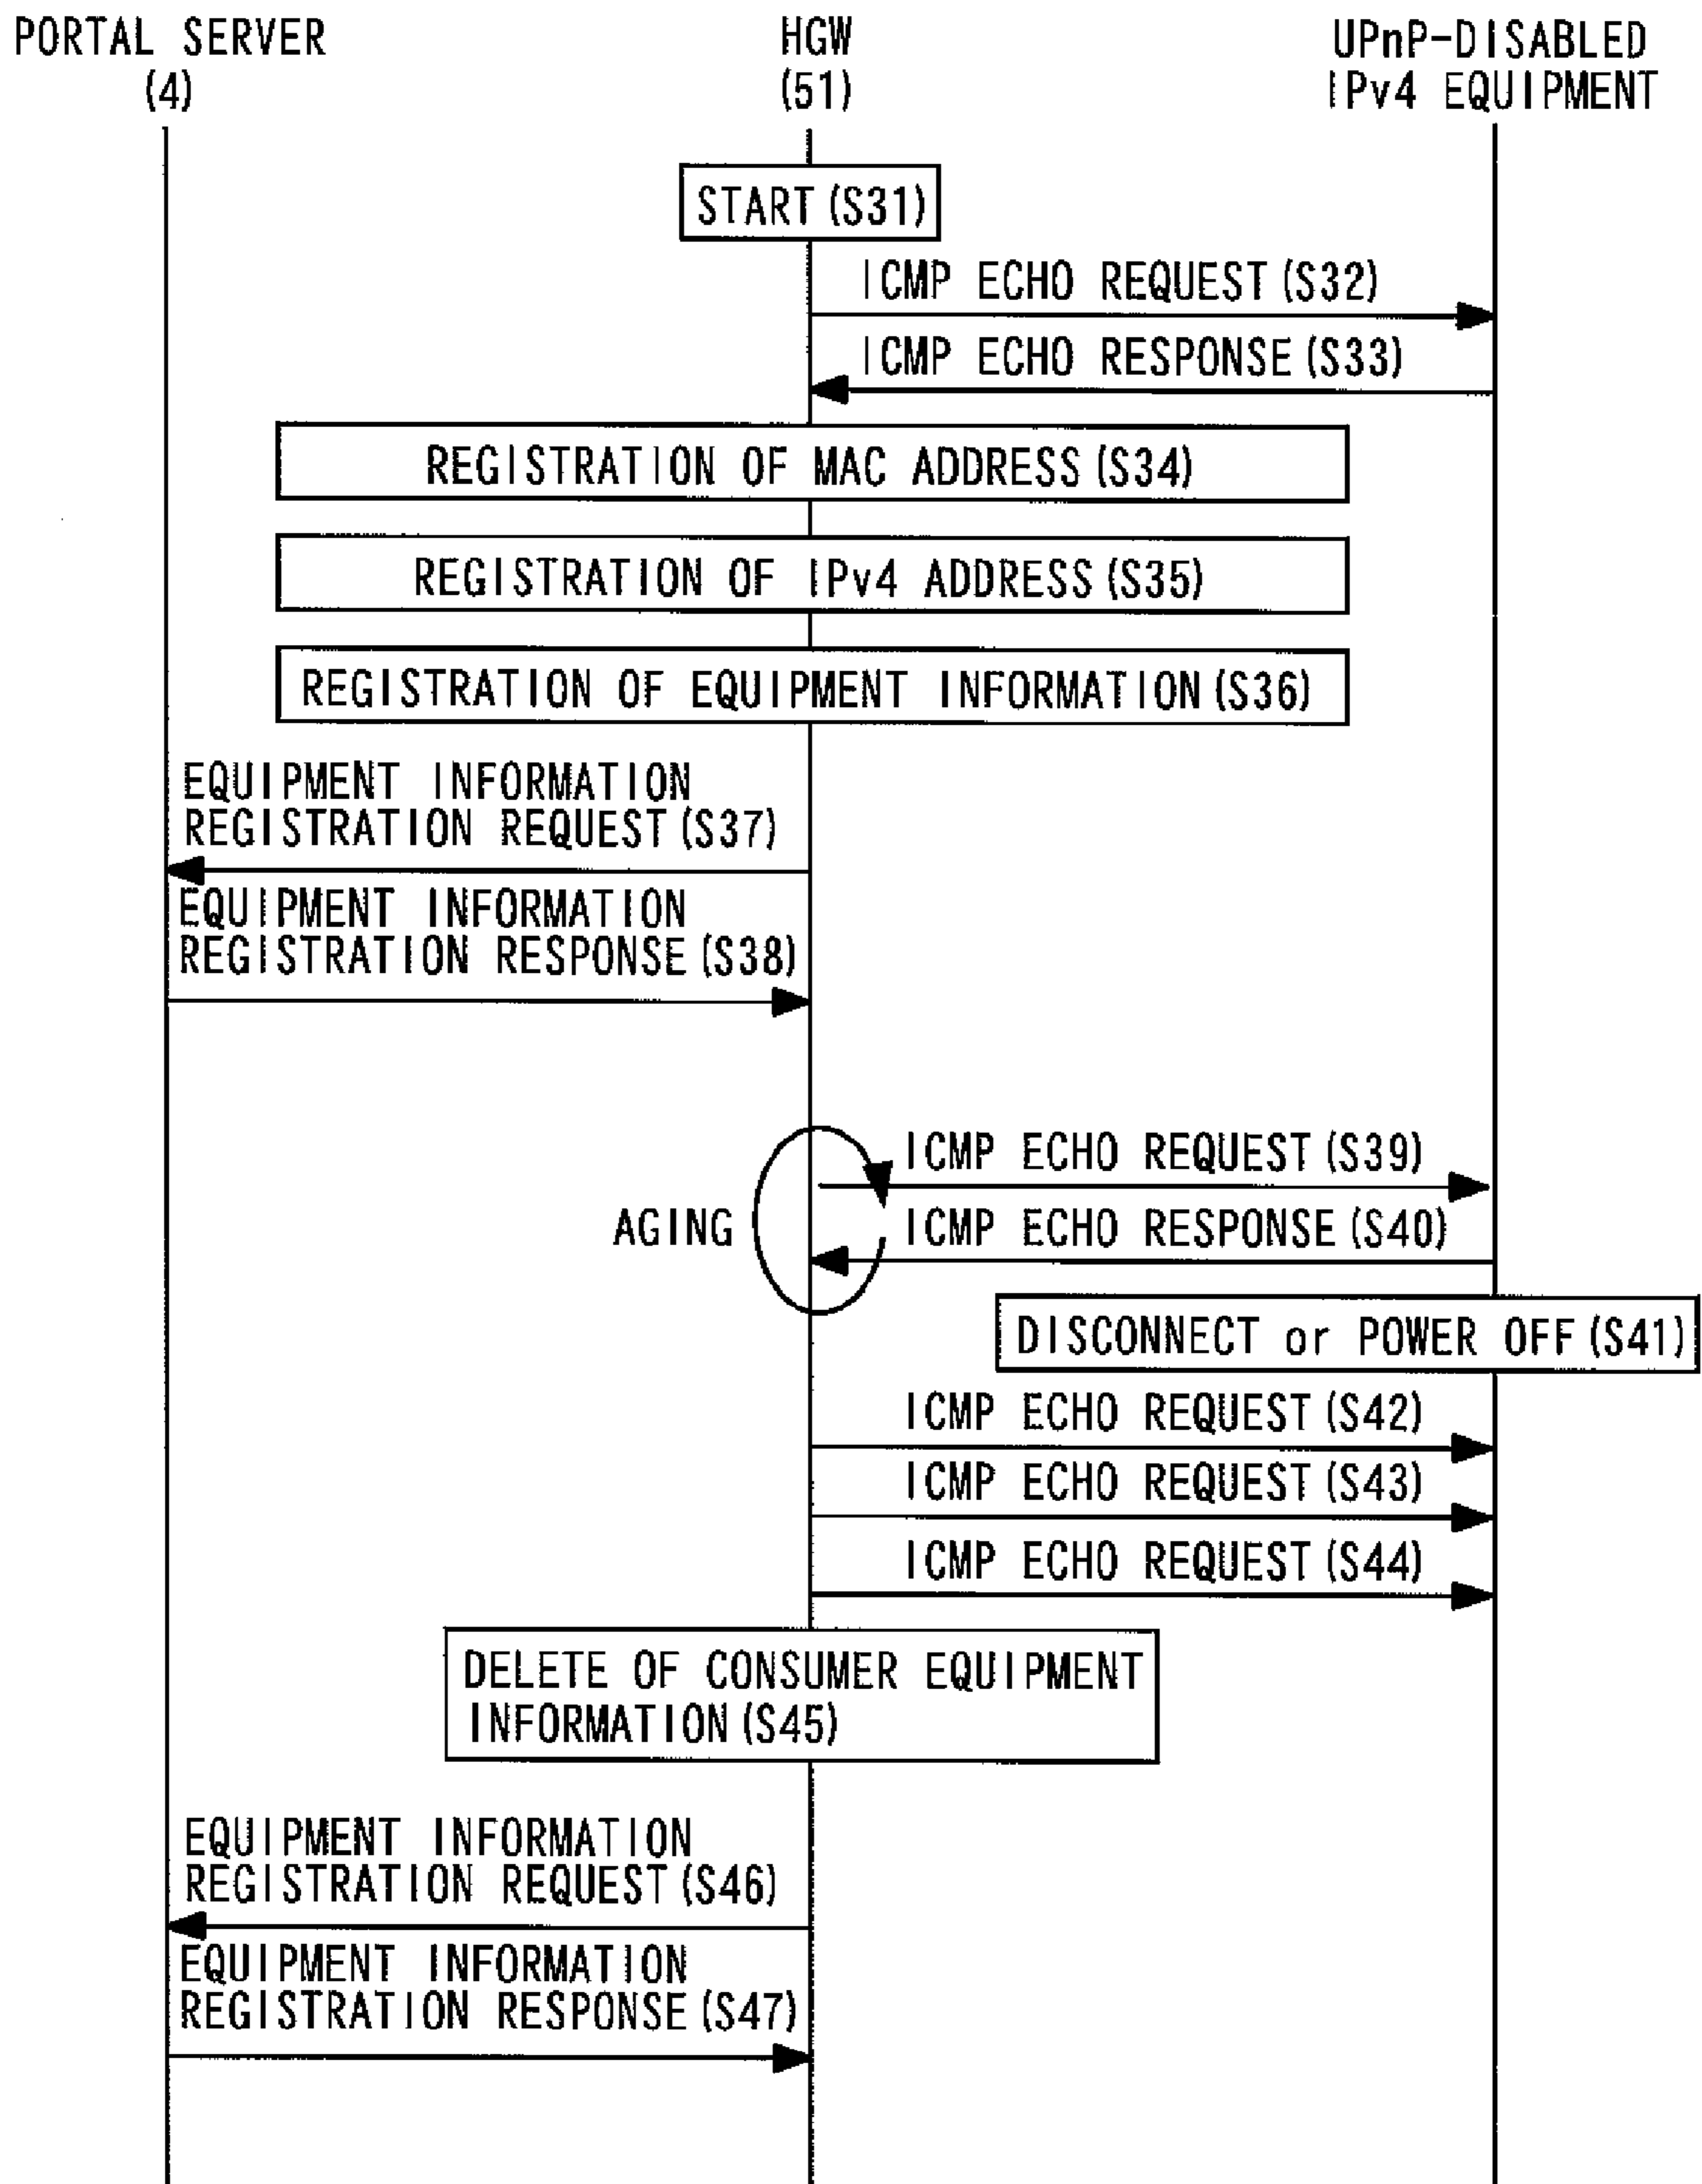 PORTAL SERVER
(4)
HGW
(51)
UPnP-DISABLED
IPv4 EQUIPMENT
START(S31)
ICMP ECHO REQUEST(S32)
ICMP ECHO RESPONSE(S33)
REGISTRATION OF MAC ADDRESS(S34)
REGISTRATION OF IPv4 ADDRESS(S35)
REGISTRATION OF EQUIPMENT INFORMATION(S36)
EQUIPMENT INFORMATION
REGISTRATION REQUEST(S37)
EQUIPMENT INFORMATION
REGISTRATION RESPONSE(S38)
ICMP ECHO REQUEST(S39)
AGING
ICMP ECHO RESPONSE(S40)
DISCONNECT or POWER OFF(S41)
ICMP ECHO REQUEST(S42)
ICMP ECHO REQUEST(S43)
ICMP ECHO REQUEST(S44)
DELETE OF CONSUMER EQUIPMENT
INFORMATION(S45)
EQUIPMENT INFORMATION
REGISTRATION REQUEST(S46)
EQUIPMENT INFORMATION
REGISTRATION RESPONSE(S47)